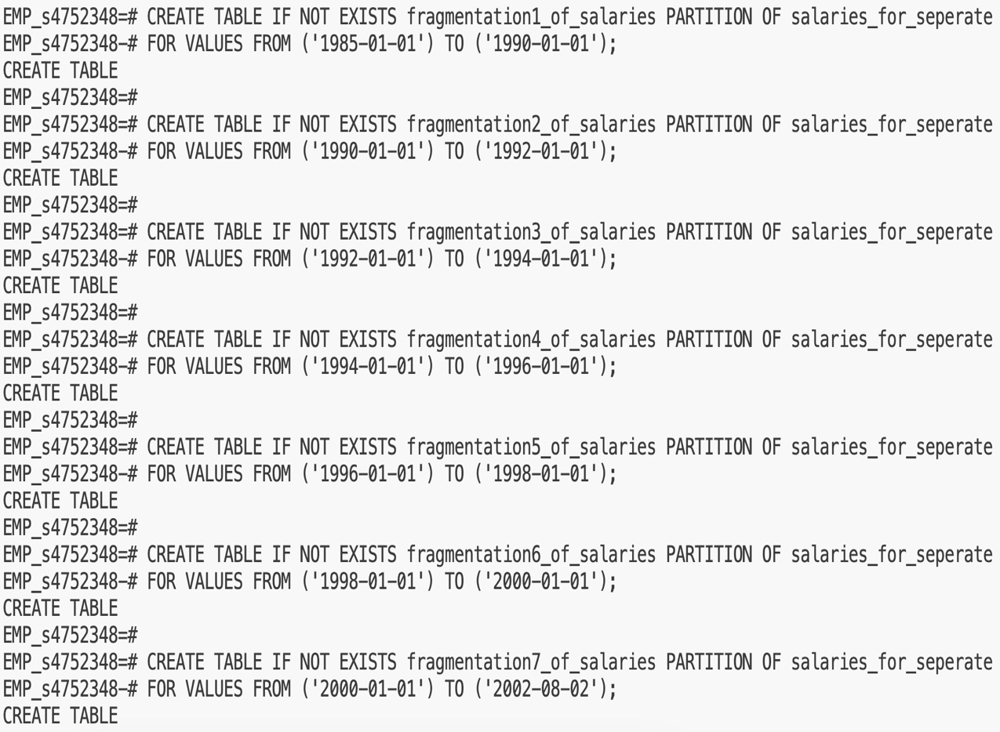 EMP_s4752348=# CREATE TABLE IF NOT EXISTS fragmentation1_of_salaries PARTITION OF salaries_for_seperate
EMP_s4752348-# FOR VALUES FROM ('1985-01-01') TO ('1990-01-01');
CREATE TABLE
EMP_s4752348=#
EMP_s4752348=# CREATE TABLE IF NOT EXISTS fragmentation2_of_salaries PARTITION OF salaries_for_seperate
EMP_s4752348-# FOR VALUES FROM ('1990-01-01') TO ('1992-01-01');
CREATE TABLE
EMP_s4752348=#
EMP_s4752348=# CREATE TABLE IF NOT EXISTS fragmentation3_of_salaries PARTITION OF salaries_for_seperate
EMP_s4752348-# FOR VALUES FROM ('1992-01-01') TO ('1994-01-01');
CREATE TABLE
EMP_s4752348=#
EMP_s4752348=# CREATE TABLE IF NOT EXISTS fragmentation4_of_salaries PARTITION OF salaries_for_seperate
EMP_s4752348-# FOR VALUES FROM ('1994-01-01') TO ('1996-01-01');
CREATE TABLE
EMP_s4752348=#
EMP_s4752348=# CREATE TABLE IF NOT EXISTS fragmentation5_of_salaries PARTITION OF salaries_for_seperate
EMP_s4752348-# FOR VALUES FROM ('1996-01-01') TO ('1998-01-01');
CREATE TABLE
EMP_s4752348=#
EMP_s4752348=# CREATE TABLE IF NOT EXISTS fragmentation6_of_salaries PARTITION OF salaries_for_seperate
EMP_s4752348-# FOR VALUES FROM ('1998-01-01') TO ('2000-01-01');
CREATE TABLE
EMP_s4752348=#
EMP_s4752348=# CREATE TABLE IF NOT EXISTS fragmentation7_of_salaries PARTITION OF salaries_for_seperate
EMP_s4752348-# FOR VALUES FROM ('2000-01-01') TO ('2002-08-02');
CREATE TABLE